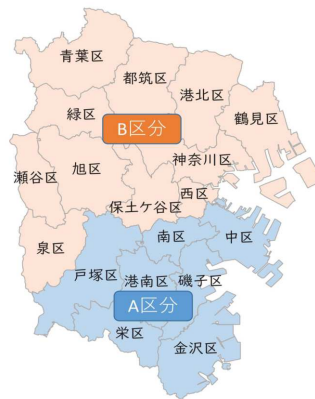 青葉区
都筑区
港北区
緑区
鶴見区
B区分
神奈川区
旭区
瀬谷区
西区
保土ケ谷区
南区
中区
泉区
戸塚区
港南区
磯子区
A区分
栄区
金沢区